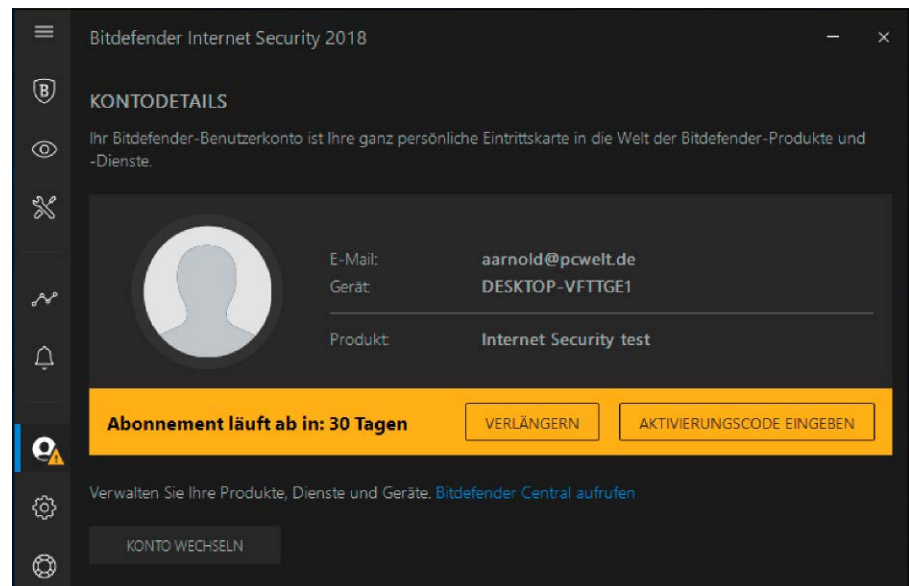 Bitdefender Internet Security 2018
KONTODETAILS
Ihr Bitdefender-Benutzerkonto ist Ihre ganz persönliche Eintrittskarte in die Welt der Bitdefender-Produkte und
-Dienste.
E-Mail: aarnold@pcwelt.de
Gerät: DESKTOP-VFTTGE1
Produkt: Internet Security test
Abonnement läuft ab in: 30 Tagen VERLÄNGERN AKTIVIERUNGSCODE EINGEBEN
Verwalten Sie Ihre Produkte, Dienste und Geräte. Bitdefender Central aufrufen
KONTO WECHSELN